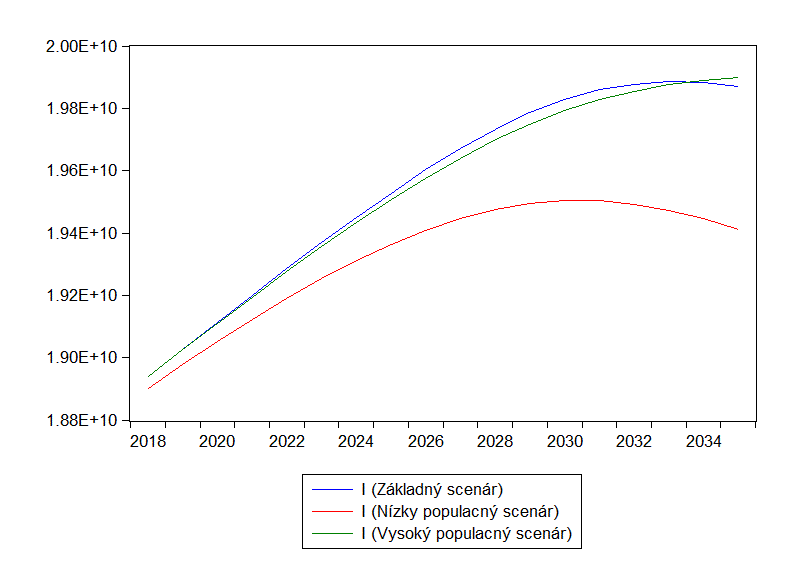 2.00E+10
1.98E+10
1.96E+10
1.94E+10
1.92E+10
1.90E+10
1.88E+10
2018 2020 2022 2024 2026 2028 2030 2032 2034
I (Základný scenár)
I (Nízky populacný scenár)
I (Vysoký populacný scenár)